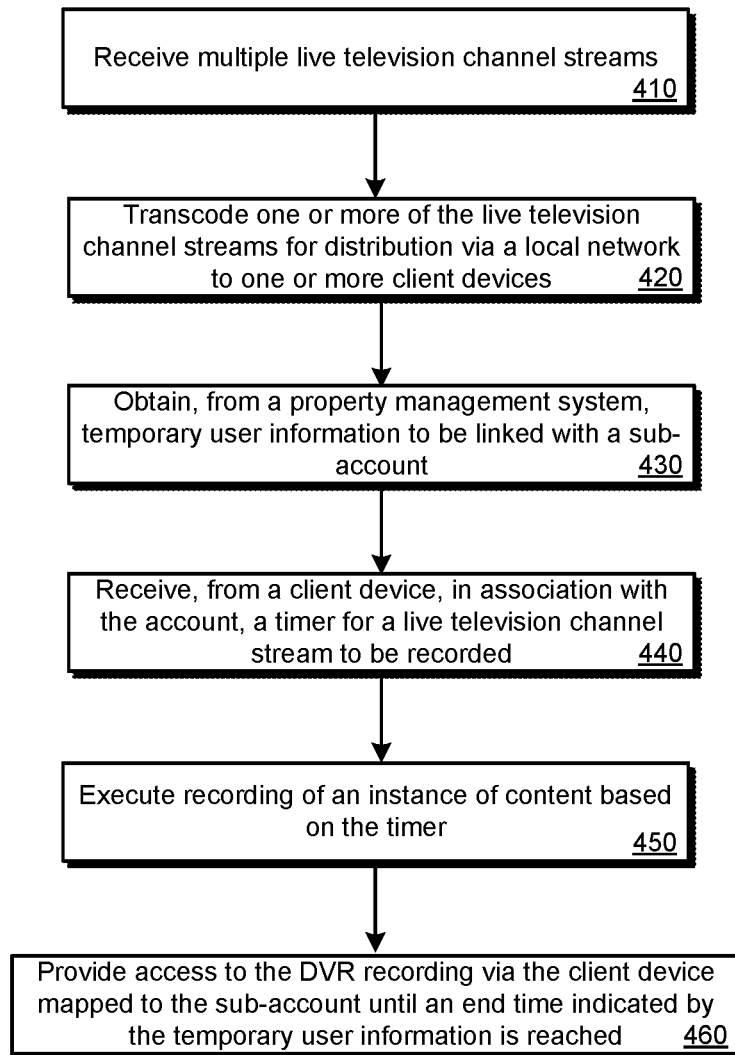 Receive multiple live television channel streams
410
Transcode one or more of the live television
channel streams for distribution via a local network
to one or more client devices 420
Obtain, from a property management system,
temporary user information to be linked with a sub-
account 430
Receive, from a client device, in association with
the account, a timer for a live television channel
stream to be recorded 440
Execute recording of an instance of content based
on the timer
450
Provide access to the DVR recording via the client device
mapped to the sub-account until an end time indicated by
the temporary user information is reached 460